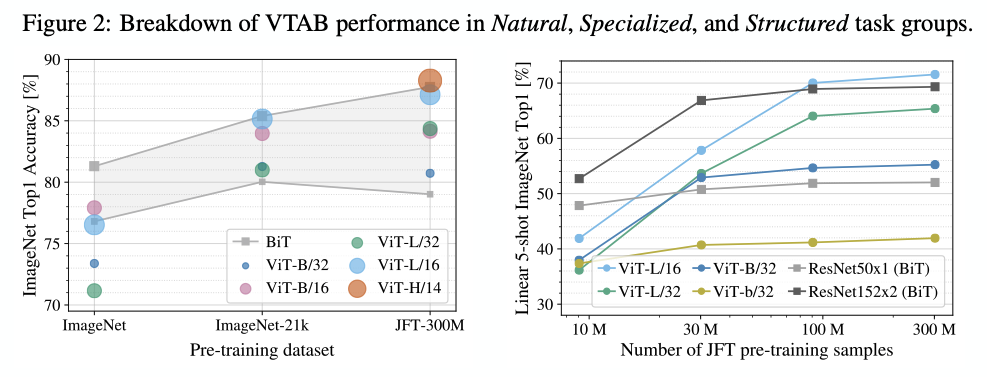 Figure 2: Breakdown of VTAB performance in Natural, Specialized, and Structured task groups.
ImageNet Top1 Accuracy [%]
90
85
80
75
70
BiT
ViT-B/32
ViT-B/16
ViT-L/32
ViT-L/16
ViT-H/14
ImageNet
ImageNet-21k
JFT-300M
Pre-training dataset
Linear 5-shot ImageNet Top1 [%]
70
60
50
40
30
ViT-L/16
ViT-L/32
ViT-B/32
ViT-b/32
ResNet50x1 (BiT)
ResNet152x2 (BiT)
10 M
30 M
100 M
300 M
Number of JFT pre-training samples